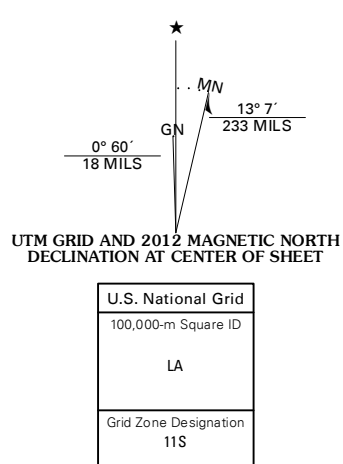 ★
MN
GN
13° 7´
233 MILS
0° 60´
18 MILS
UTM GRID AND 2012 MAGNETIC NORTH
DECLINATION AT CENTER OF SHEET
U.S. National Grid
100,000-m Square ID
LA
Grid Zone Designation
11S